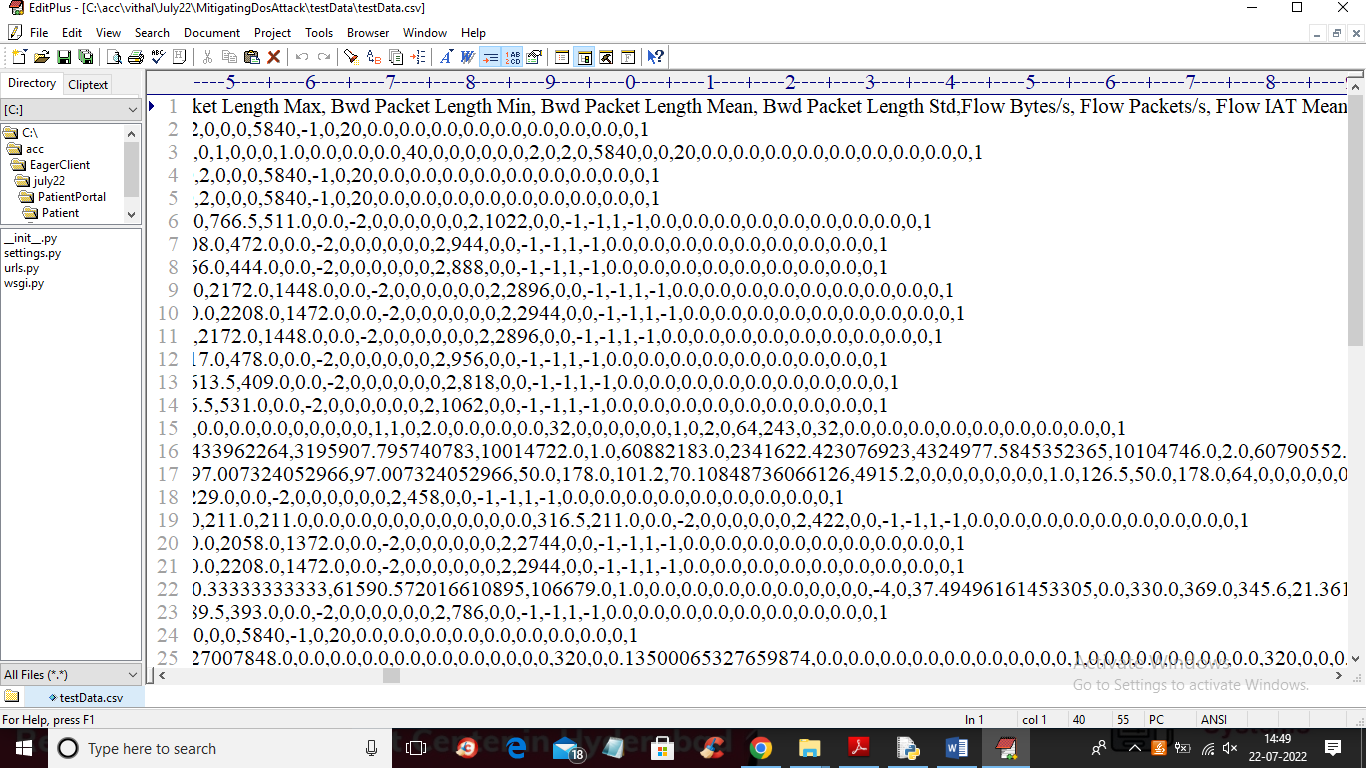 EditPlus - [C:\acc\vithal\July22\MitigatingDosAttack\testData\testData.csv]
File Edit View Search Document Project Tools Browser Window Help
Directory Cliptext
[C:]
C:\
acc
EagerClient
july22
PatientPortal
Patient
__init__.py
settings.py
urls.py
wsgi.py
All Files (*.*)
----5----+----6----+----7----+----8----+----9----+----0----+----1----+----2----+----3----+----4----+----5----+----6----+----7----+----8----+-
1 ket Length Max, Bwd Packet Length Min, Bwd Packet Length Mean, Bwd Packet Length Std,Flow Bytes/s, Flow Packets/s, Flow IAT Mean
2 2,0,0,0,5840,-1,0,20,0.0,0.0,0.0,0.0,0.0,0.0,0.0,0.0,0,1
3 ,0,1,0,0,0,1.0,0.0,0.0,0.0,40,0,0,0,0,0,0,2,0,2,0,5840,0,0,20,0.0,0.0,0.0,0.0,0.0,0.0,0.0,0.0,0,1
4 ,2,0,0,0,5840,-1,0,20,0.0,0.0,0.0,0.0,0.0,0.0,0.0,0.0,0,1
5 ,2,0,0,0,5840,-1,0,20,0.0,0.0,0.0,0.0,0.0,0.0,0.0,0.0,0,1
6 0,766.5,511.0,0.0,-2,0,0,0,0,0,0,2,1022,0,0,-1,-1,1,-1,0.0,0.0,0.0,0.0,0.0,0.0,0.0,0.0,0,1
7 08.0,472.0,0.0,-2,0,0,0,0,0,0,2,944,0,0,-1,-1,1,-1,0.0,0.0,0.0,0.0,0.0,0.0,0.0,0.0,0,1
8 66.0,444.0,0.0,-2,0,0,0,0,0,0,2,888,0,0,-1,-1,1,-1,0.0,0.0,0.0,0.0,0.0,0.0,0.0,0.0,0,1
9 0,2172.0,1448.0,0.0,-2,0,0,0,0,0,0,2,2896,0,0,-1,-1,1,-1,0.0,0.0,0.0,0.0,0.0,0.0,0.0,0.0,0,1
10 0.0,2208.0,1472.0,0.0,-2,0,0,0,0,0,0,2,2944,0,0,-1,-1,1,-1,0.0,0.0,0.0,0.0,0.0,0.0,0.0,0.0,0,1
11 ,2172.0,1448.0,0.0,-2,0,0,0,0,0,0,2,2896,0,0,-1,-1,1,-1,0.0,0.0,0.0,0.0,0.0,0.0,0.0,0.0,0,1
12 17.0,478.0,0.0,-2,0,0,0,0,0,0,2,956,0,0,-1,-1,1,-1,0.0,0.0,0.0,0.0,0.0,0.0,0.0,0.0,0,1
13 613.5,409.0,0.0,-2,0,0,0,0,0,0,2,818,0,0,-1,-1,1,-1,0.0,0.0,0.0,0.0,0.0,0.0,0.0,0.0,0,1
14 6.5,531.0,0.0,-2,0,0,0,0,0,0,2,1062,0,0,-1,-1,1,-1,0.0,0.0,0.0,0.0,0.0,0.0,0.0,0.0,0,1
15 ,0.0,0.0,0.0,0,0,0,0,0,1,1,0,2.0,0.0,0.0,0.0,32,0,0,0,0,0,0,1,0,2,0,64,243,0,32,0.0,0.0,0.0,0.0,0.0,0.0,0.0,0.0,0,1
16 433962264,3195907.795740783,10014722.0,1.0,60882183.0,2341622.423076923,4324977.5845352365,10104746.0,2.0,60790552.
17 97.007324052966,97.007324052966,50.0,178.0,101.2,70.10848736066126,4915.2,0,0,0,0,0,0,0,0,1.0,126.5,50.0,178.0,64,0,0,0,0,0,0
18 229.0,0.0,-2,0,0,0,0,0,0,2,458,0,0,-1,-1,1,-1,0.0,0.0,0.0,0.0,0.0,0.0,0.0,0.0,0,1
19 0,211.0,211.0,0.0,0.0,0,0,0,0,0,0,0.0,0.0,316.5,211.0,0.0,-2,0,0,0,0,0,0,2,422,0,0,-1,-1,1,-1,0.0,0.0,0.0,0.0,0.0,0.0,0.0,0.0,0,1
20 0.0,2058.0,1372.0,0.0,-2,0,0,0,0,0,0,2,2744,0,0,-1,-1,1,-1,0.0,0.0,0.0,0.0,0.0,0.0,0.0,0.0,0,1
21 0.0,2208.0,1472.0,0.0,-2,0,0,0,0,0,0,2,2944,0,0,-1,-1,1,-1,0.0,0.0,0.0,0.0,0.0,0.0,0.0,0.0,0,1
22 0.33333333333,61590.572016610895,106679.0,1.0,0.0,0.0,0.0,0.0,0.0,0,0,0,0,-4,0,37.49496161453305,0.0,330.0,369.0,345.6,21.361
23 89.5,393.0,0.0,-2,0,0,0,0,0,0,2,786,0,0,-1,-1,1,-1,0.0,0.0,0.0,0.0,0.0,0.0,0.0,0.0,0,1
24 0,0,0,5840,-1,0,20,0.0,0.0,0.0,0.0,0.0,0.0,0.0,0.0,0,1
25 27007848.0,0.0,0.0,0.0,0.0,0.0,0.0,0,0,0,0,320,0,0.13500065327659874,0.0,0.0,0.0,0.0,0.0,0.0,0,0,0,0,1,0,0,0,0,0.0,0.0,0.0,320,0,0,0.
Activate Windows
Go to Settings to activate Windows.
testData.csv
For Help, press F1
ln 1 col 1 40 55 PC ANSI
Type here to search
18
14:49
22-07-2022